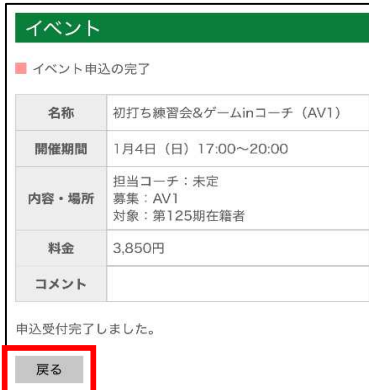 イベント
イベント申込の完了
名称 初打ち練習会&ゲームinコーチ（AV1）
開催期間 1月4日（日）17:00～20:00
内容・場所 担当コーチ：未定
募集：AV1
対象：第125期在籍者
料金 3,850円
コメント
申込受付完了しました。
戻る